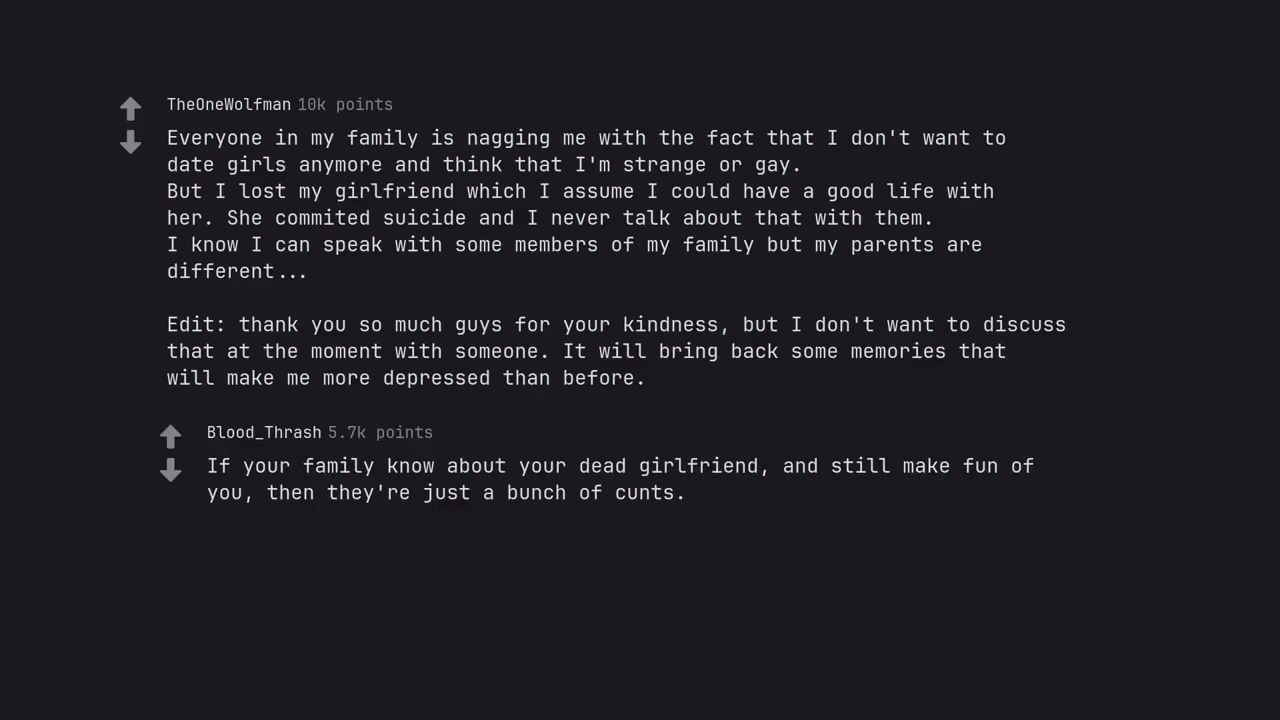 TheOneWolfman 10k points
Everyone in my family is nagging me with the fact that I don't want to
date girls anymore and think that I'm strange or gay.
But I lost my girlfriend which I assume I could have a good life with
her. She commited suicide and I never talk about that with them.
I know I can speak with some members of my family but my parents are
different...
Edit: thank you so much guys for your kindness, but I don't want to discuss
that at the moment with someone. It will bring back some memories that
will make me more depressed than before.
Blood_Thrash 5.7k points
If your family know about your dead girlfriend, and still make fun of
you, then they're just a bunch of cunts.